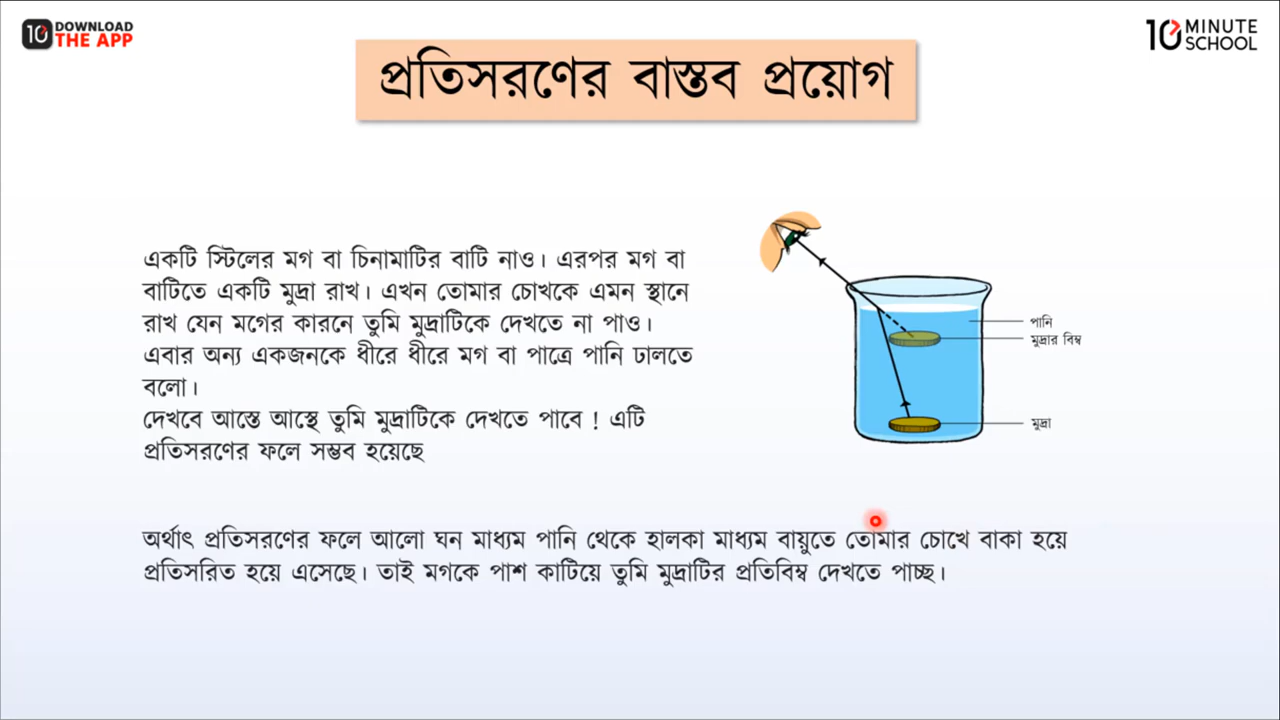 DOWNLOAD
THE APP
10 MINUTE
SCHOOL
প্রতিসরণের বাস্তব প্রয়োগ
একটি স্টিলের মগ বা চিনামাটির বাটি নাও। এরপর মগ বা
বাটিতে একটি মুদ্রা রাখ। এখন তোমার চোখকে এমন স্থানে
রাখ যেন মগের কারনে তুমি মুদ্রাটিকে দেখতে না পাও।
এবার অন্য একজনকে ধীরে ধীরে মগ বা পাত্রে পানি ঢালতে
বলো।
দেখবে আস্তে আস্থে তুমি মুদ্রাটিকে দেখতে পাবে ! এটি
প্রতিসরণের ফলে সম্ভব হয়েছে
পানি
মুদ্রার বিম্ব
মুদ্রা
অর্থাৎ প্রতিসরণের ফলে আলো ঘন মাধ্যম পানি থেকে হালকা মাধ্যম বায়ুতে তোমার চোখে বাকা হয়ে
প্রতিসরিত হয়ে এসেছে। তাই মগকে পাশ কাটিয়ে তুমি মুদ্রাটির প্রতিবিম্ব দেখতে পাচ্ছ।